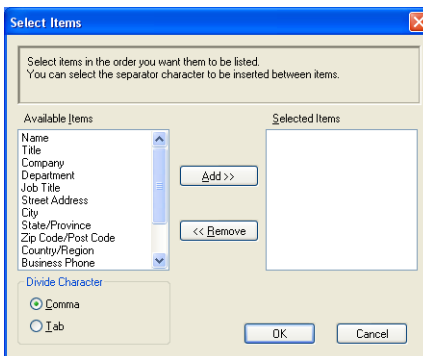 Select Items
Select items in the order you want them to be listed.
You can select the separator character to be inserted between items.
Available Items
Selected Items
Name
Title
Company
Department
Job Title
Street Address
City
State/Province
Zip Code/Post Code
Country/Region
Business Phone
Add >>
<< Remove
Divide Character
Comma
Tab
OK
Cancel